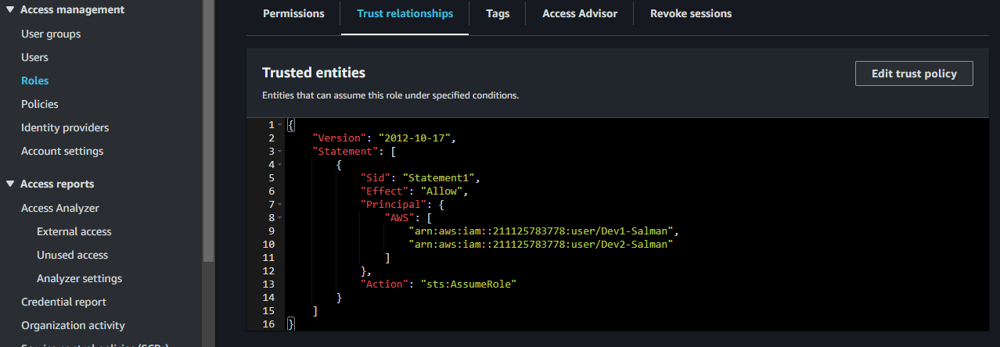 Access management
User groups
Users
Roles
Policies
Identity providers
Account settings
Access reports
Access Analyzer
External access
Unused access
Analyzer settings
Credential report
Organization activity
Service control policies (SCPs)
Permissions
Trust relationships
Tags
Access Advisor
Revoke sessions
Trusted entities
Edit trust policy
Entities that can assume this role under specified conditions.
1 {
2 "Version": "2012-10-17",
3 "Statement": [
4 {
5 "Sid": "Statement1",
6 "Effect": "Allow",
7 "Principal": {
8 "AWS": [
9 "arn:aws:iam::211125783778:user/Dev1-Salman",
10 "arn:aws:iam::211125783778:user/Dev2-Salman"
11 ]
12 },
13 "Action": "sts:AssumeRole"
14 }
15 ]
16 }